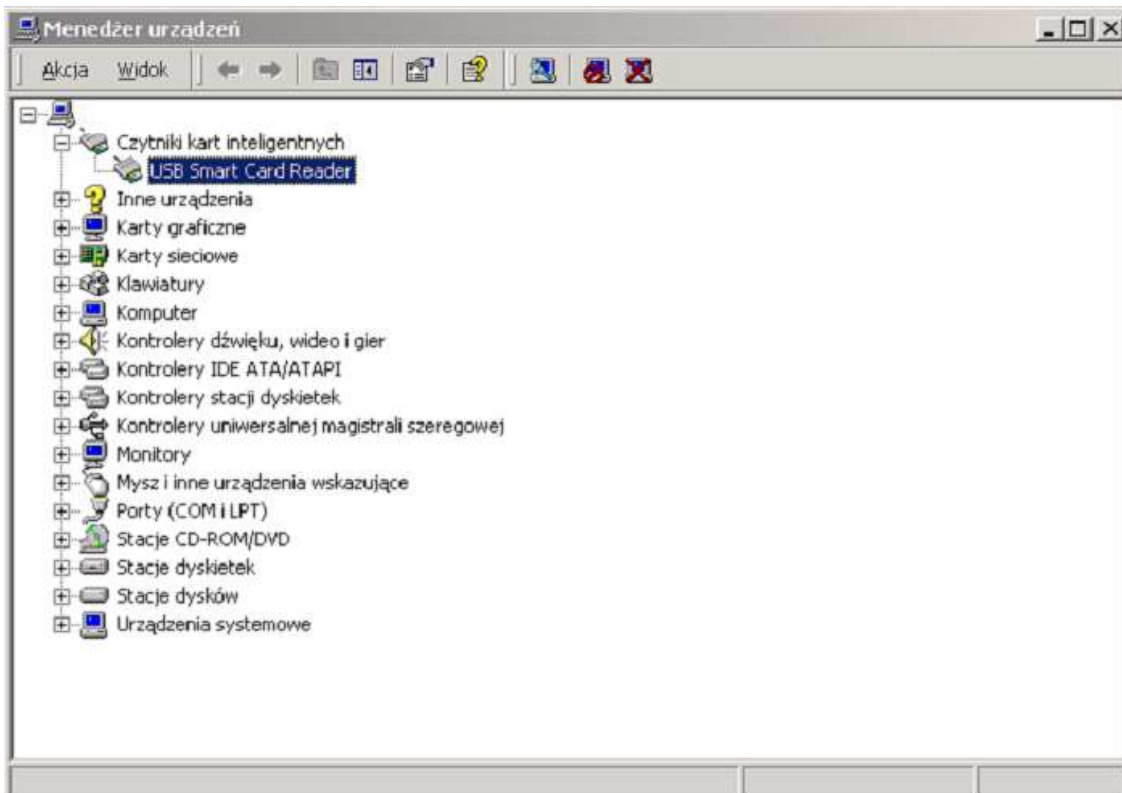 Menedżer urządzeń
Akcja Widok
Czytniki kart inteligentnych
USB Smart Card Reader
Inne urządzenia
Karty graficzne
Karty sieciowe
Klawiatury
Komputer
Kontrolery dźwięku, wideo i gier
Kontrolery IDE ATA/ATAPI
Kontrolery stacji dyskietek
Kontrolery uniwersalnej magistrali szeregowej
Monitory
Mysz i inne urządzenia wskazujące
Porty (COM i LPT)
Stacje CD-ROM/DVD
Stacje dyskietek
Stacje dysków
Urządzenia systemowe